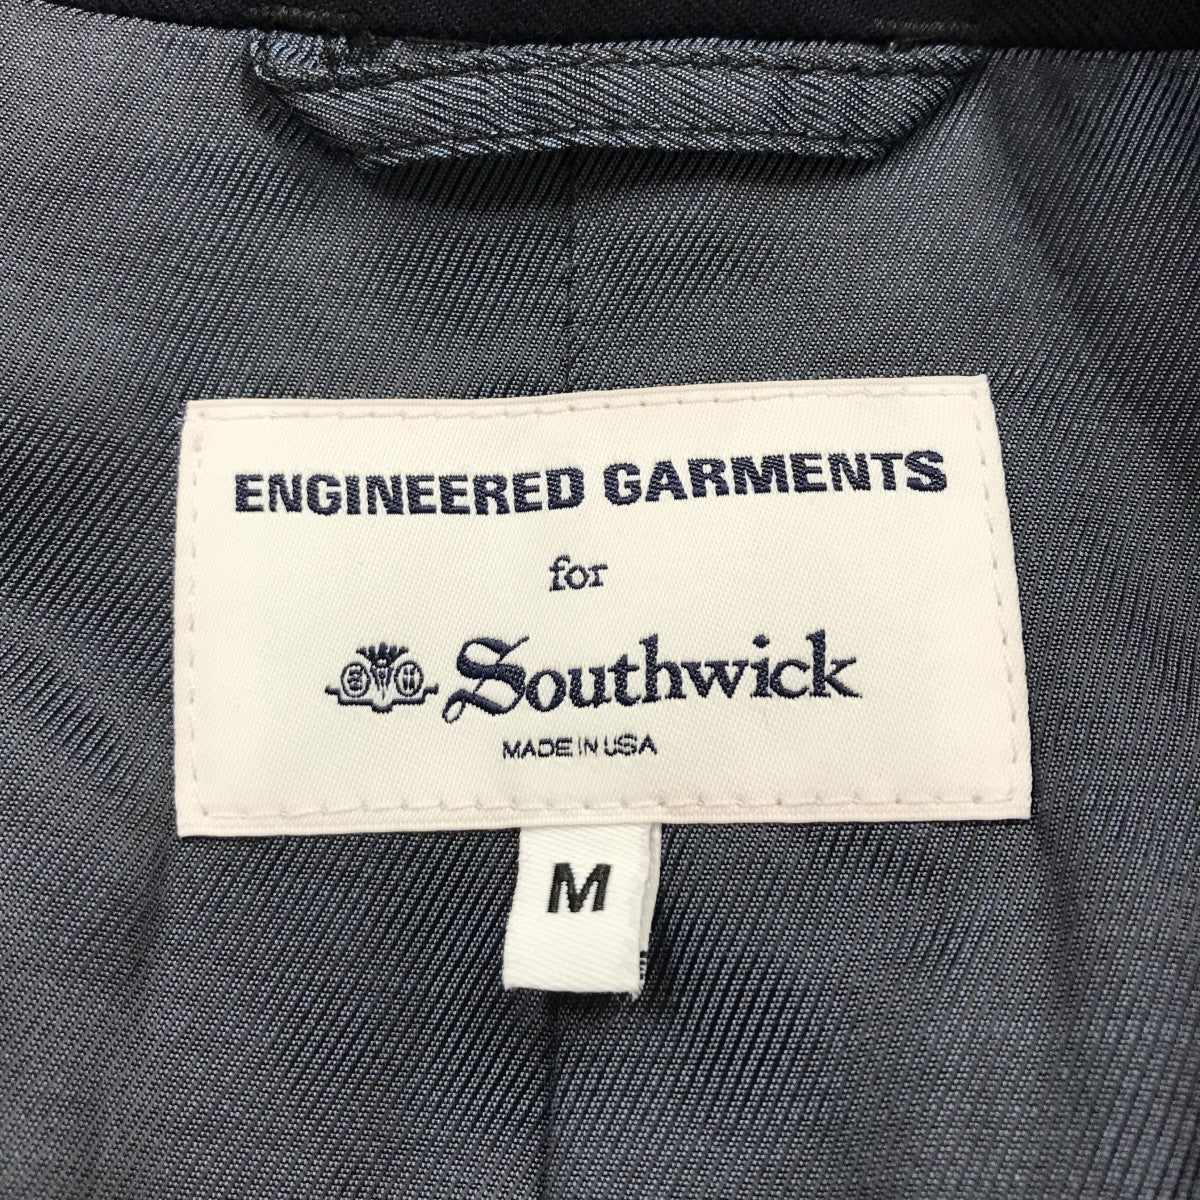 ENGINEERED GARMENTS
for
Southwick
MADE IN USA
M